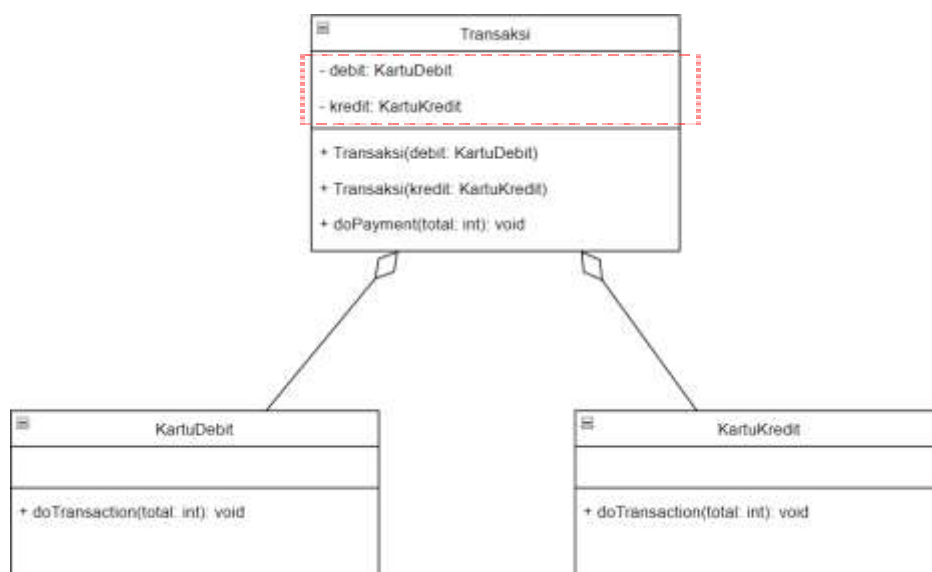 Transaksi
- debit: KartuDebit
- kredit: KartuKredit
+ Transaksi(debit: KartuDebit)
+ Transaksi(kredit: KartuKredit)
+ doPayment(total: int): void
KartuDebit
+ doTransaction(total: int): void
KartuKredit
+ doTransaction(total: int): void